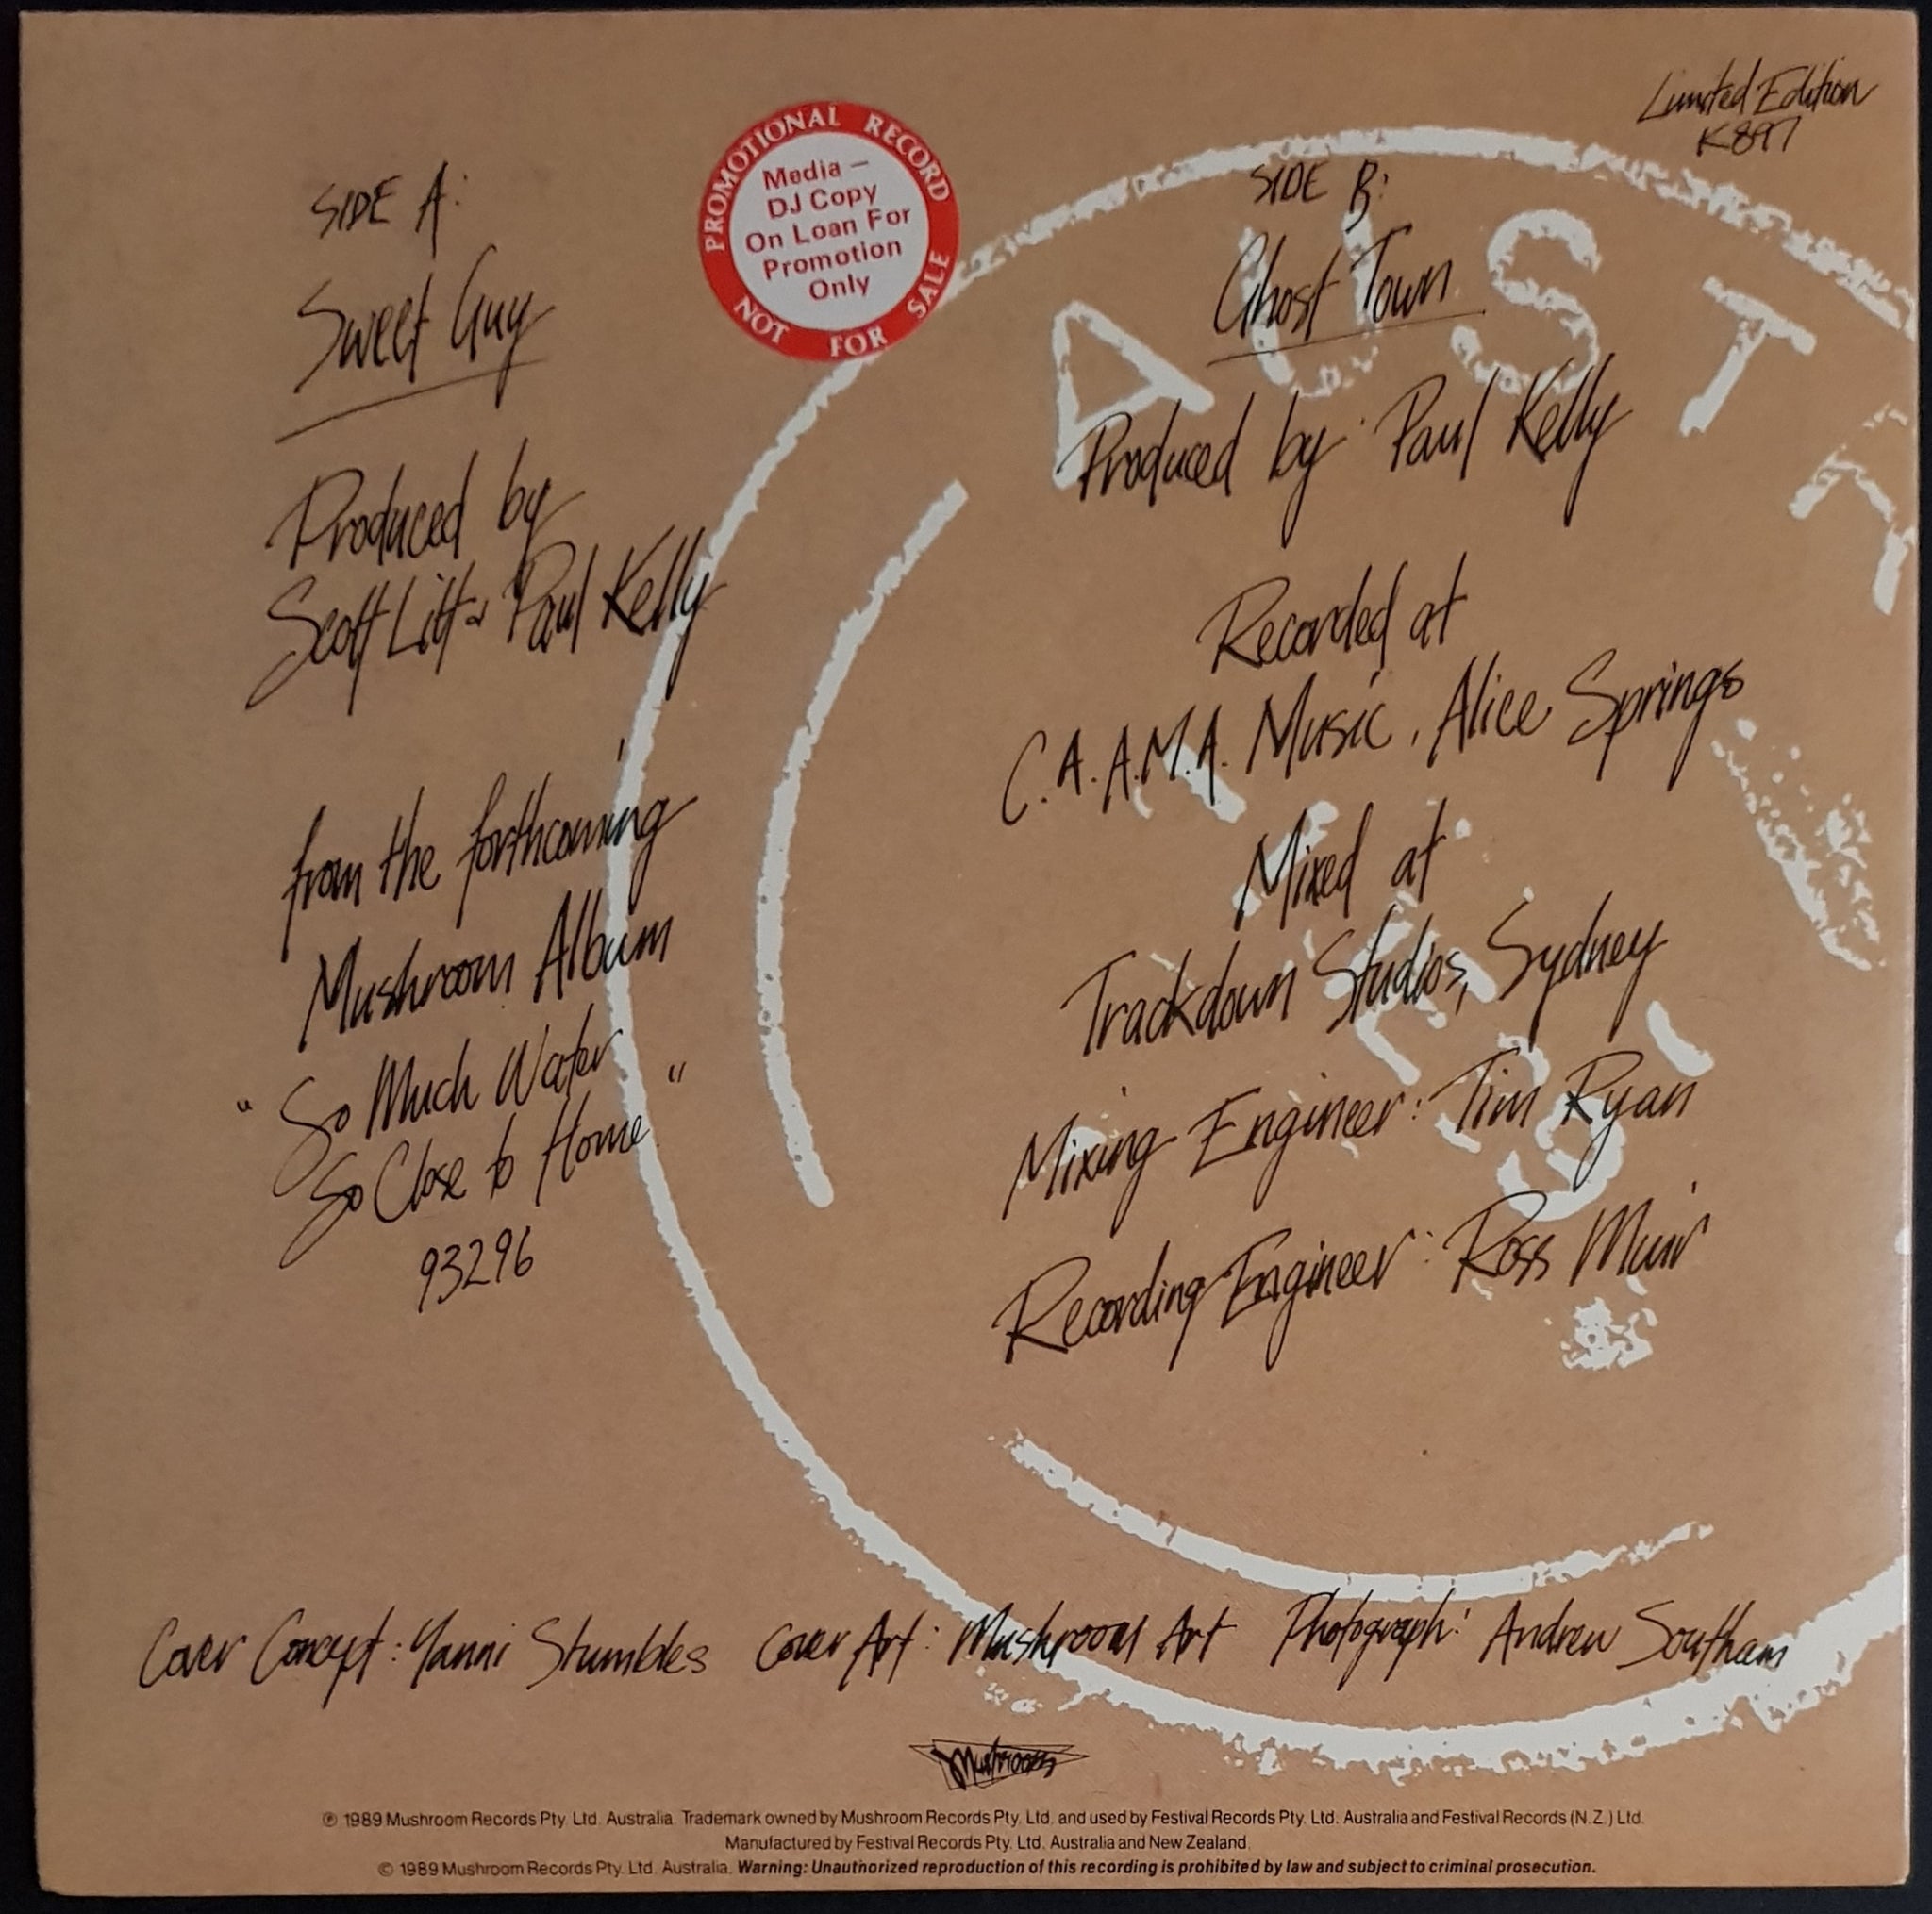 Limited Edition
K897
PROMOTIONAL RECORD
Media –
DJ Copy
On Loan For
Promotion
Only
NOT FOR SALE
SIDE A:
Sweet Guy
Produced by
Scott Litt & Paul Kelly
from the forthcoming
Mushroom Album
"So Much Water
So Close to Home"
93296
SIDE B:
Ghost Town
Produced by: Paul Kelly
Recorded at
C.A.A.M.A. Music, Alice Springs
Mixed at
Trackdown Studios, Sydney
Mixing Engineer: Tim Ryan
Recording Engineer: Ross Muir
AUST
Cover Concept: Yanni Stumbles Cover Art: Mushroom Art Photograph: Andrew Southam
Mushroom
℗ 1989 Mushroom Records Pty. Ltd. Australia. Trademark owned by Mushroom Records Pty. Ltd. and used by Festival Records Pty. Ltd. Australia and Festival Records (N.Z.) Ltd.
Manufactured by Festival Records Pty. Ltd. Australia and New Zealand.
© 1989 Mushroom Records Pty. Ltd. Australia. Warning: Unauthorized reproduction of this recording is prohibited by law and subject to criminal prosecution.